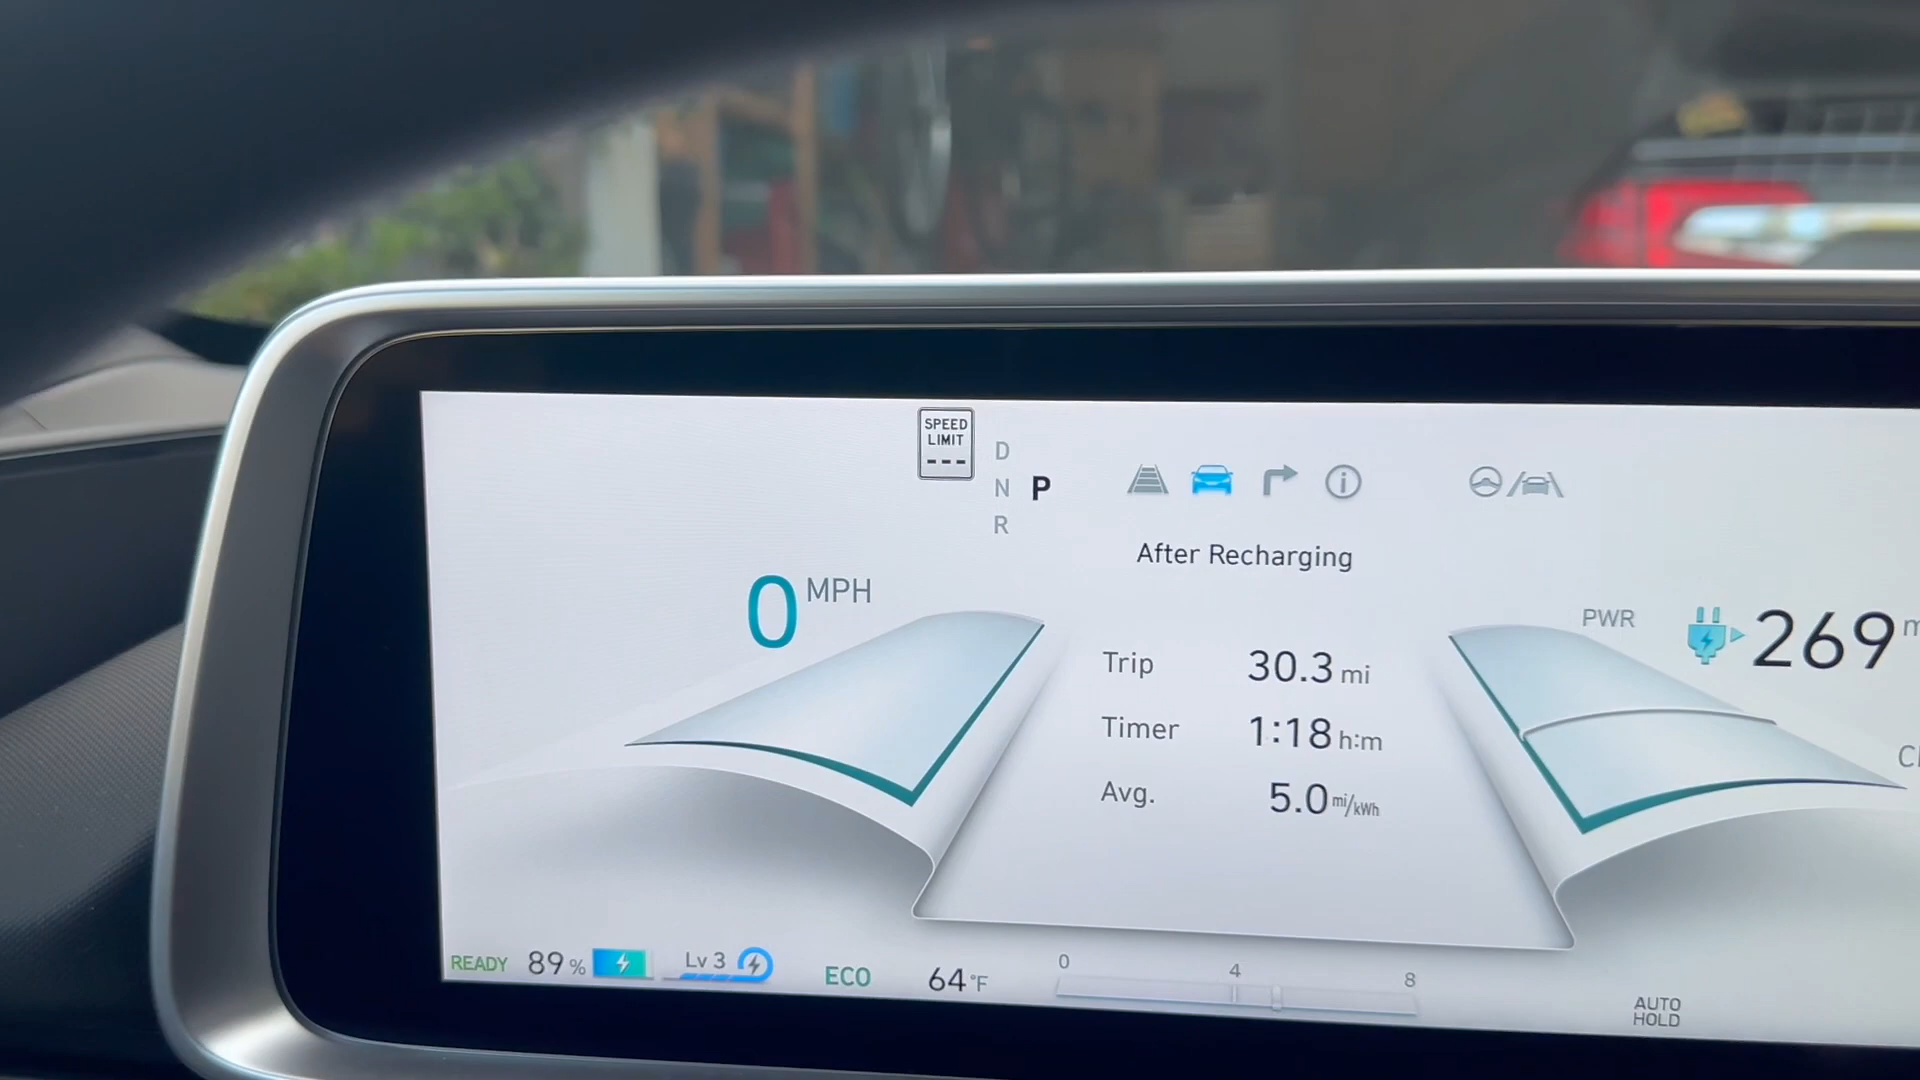 SPEED
LIMIT
---
D
N P
R
After Recharging
0 MPH
PWR
269
Trip 30.3 mi
Timer 1:18 h:m
Avg. 5.0 mi/kWh
READY 89% Lv 3 ECO 64°F
0 4 8
AUTO
HOLD